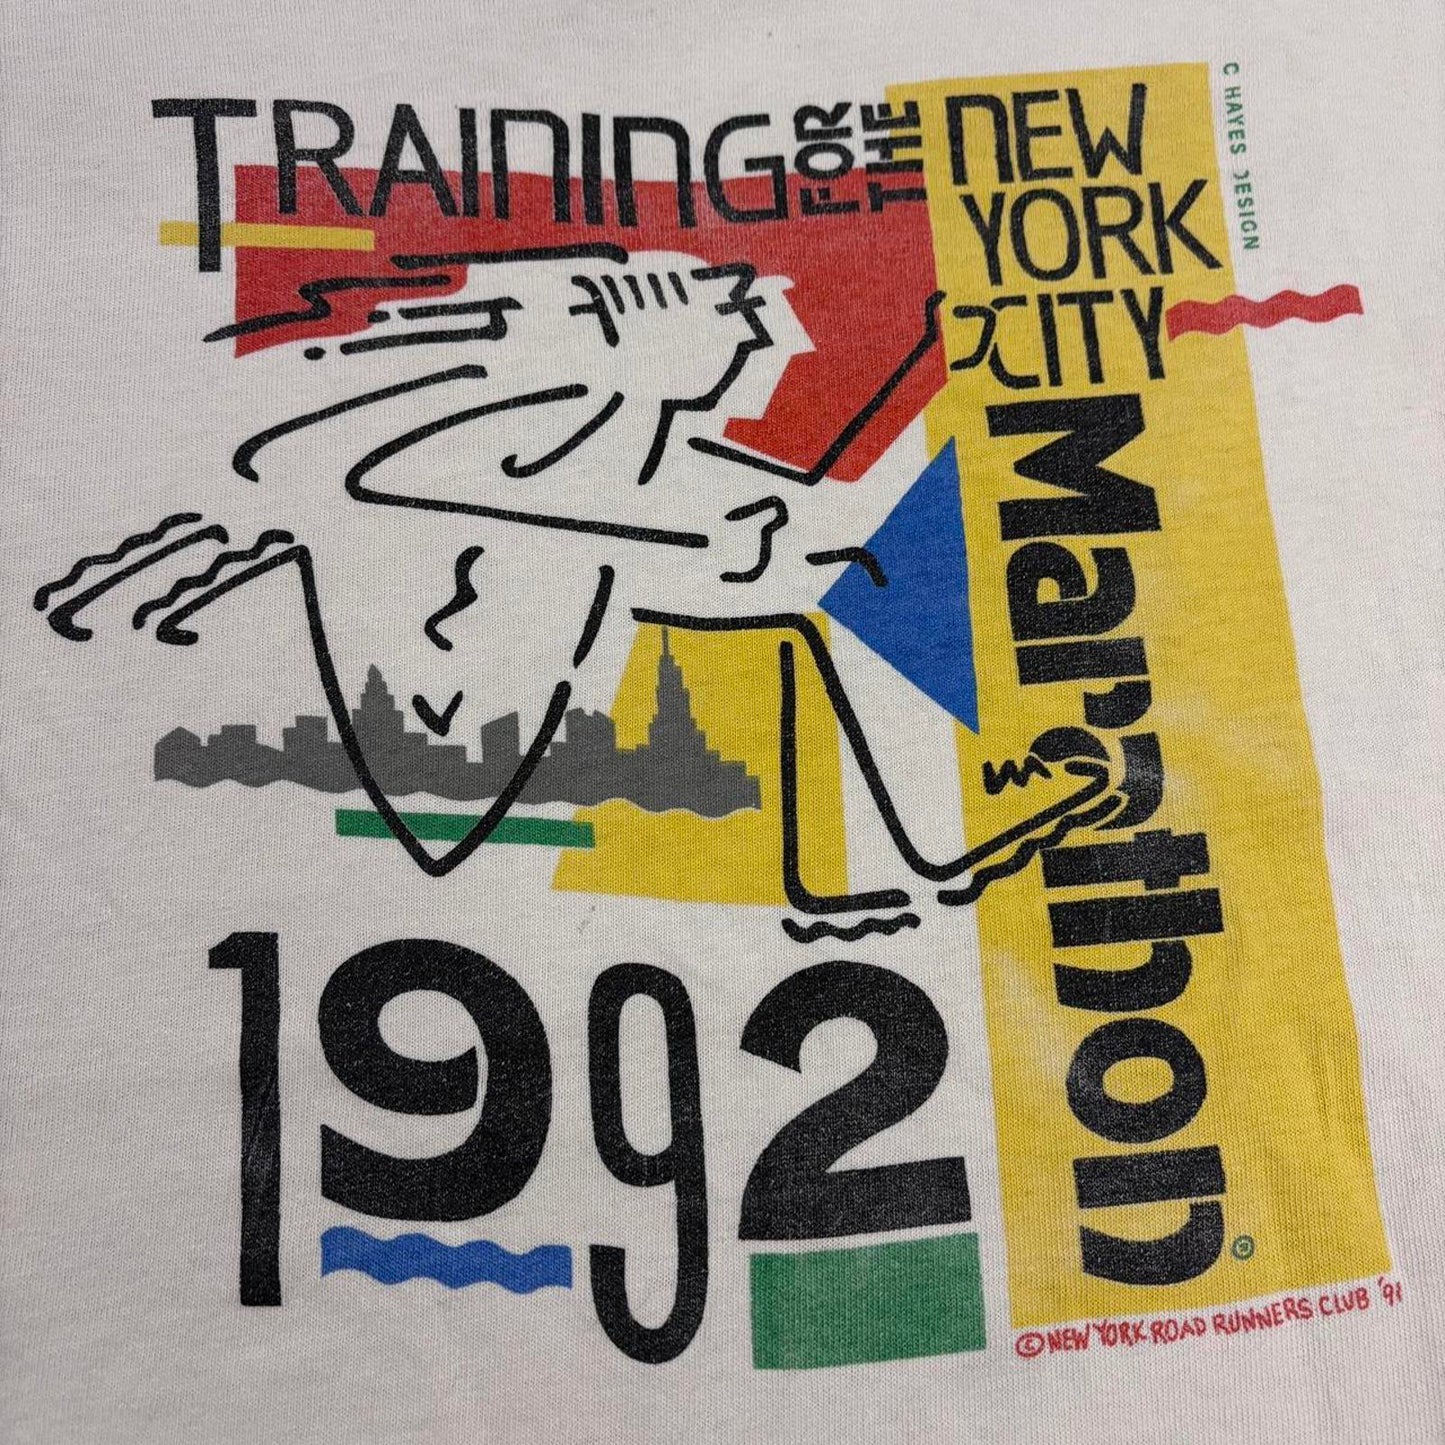 TRAINING FOR THE NEW
YORK
CITY
Marathon®
1992
C HAYES DESIGN
©NEW YORK ROAD RUNNERS CLUB '91